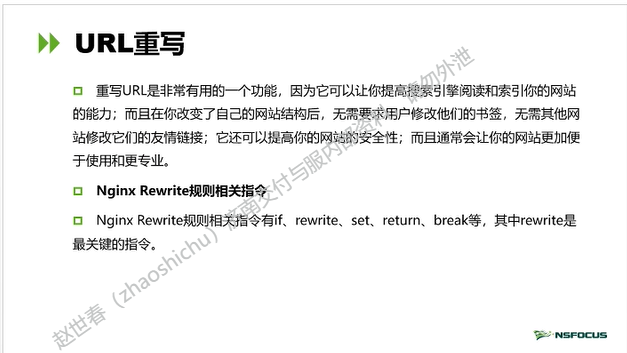 URL重写
重写URL是非常有用的一个功能，因为它可以让你提高搜索引擎阅读和索引你的网站
的能力；而且在你改变了自己的网站结构后，无需要求用户修改他们的书签，无需其他网
站修改它们的友情链接；它还可以提高你的网站的安全性；而且通常会让你的网站更加便
于使用和更专业。
Nginx Rewrite规则相关指令
Nginx Rewrite规则相关指令有if、rewrite、set、return、break等，其中rewrite是
最关键的指令。
赵世春（zhaoshichu）南交付与服内部资料 请勿外泄
NSFOCUS